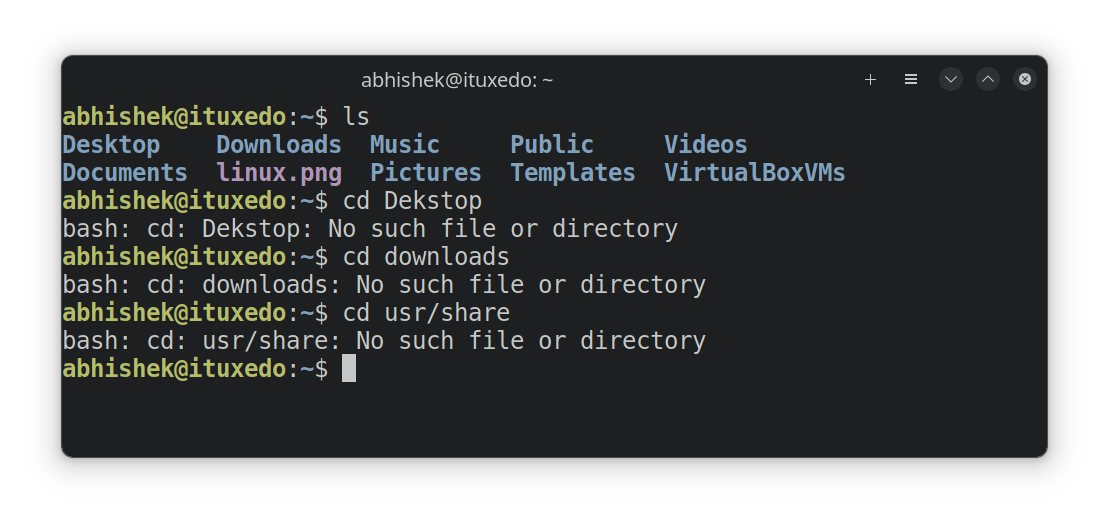 abhishek@ituxedo: ~
abhishek@ituxedo:~$ ls
Desktop    Downloads  Music     Public     Videos
Documents  linux.png  Pictures  Templates  VirtualBoxVMs
abhishek@ituxedo:~$ cd Dekstop
bash: cd: Dekstop: No such file or directory
abhishek@ituxedo:~$ cd downloads
bash: cd: downloads: No such file or directory
abhishek@ituxedo:~$ cd usr/share
bash: cd: usr/share: No such file or directory
abhishek@ituxedo:~$